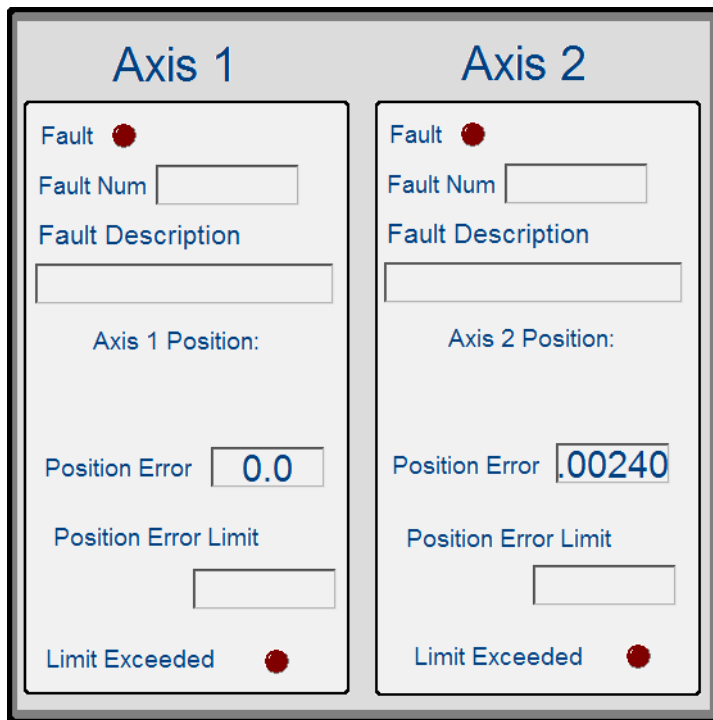 Axis 1
Fault
Fault Num
Fault Description
Axis 1 Position:
Position Error 0.0
Position Error Limit
Limit Exceeded
Axis 2
Fault
Fault Num
Fault Description
Axis 2 Position:
Position Error .00240
Position Error Limit
Limit Exceeded